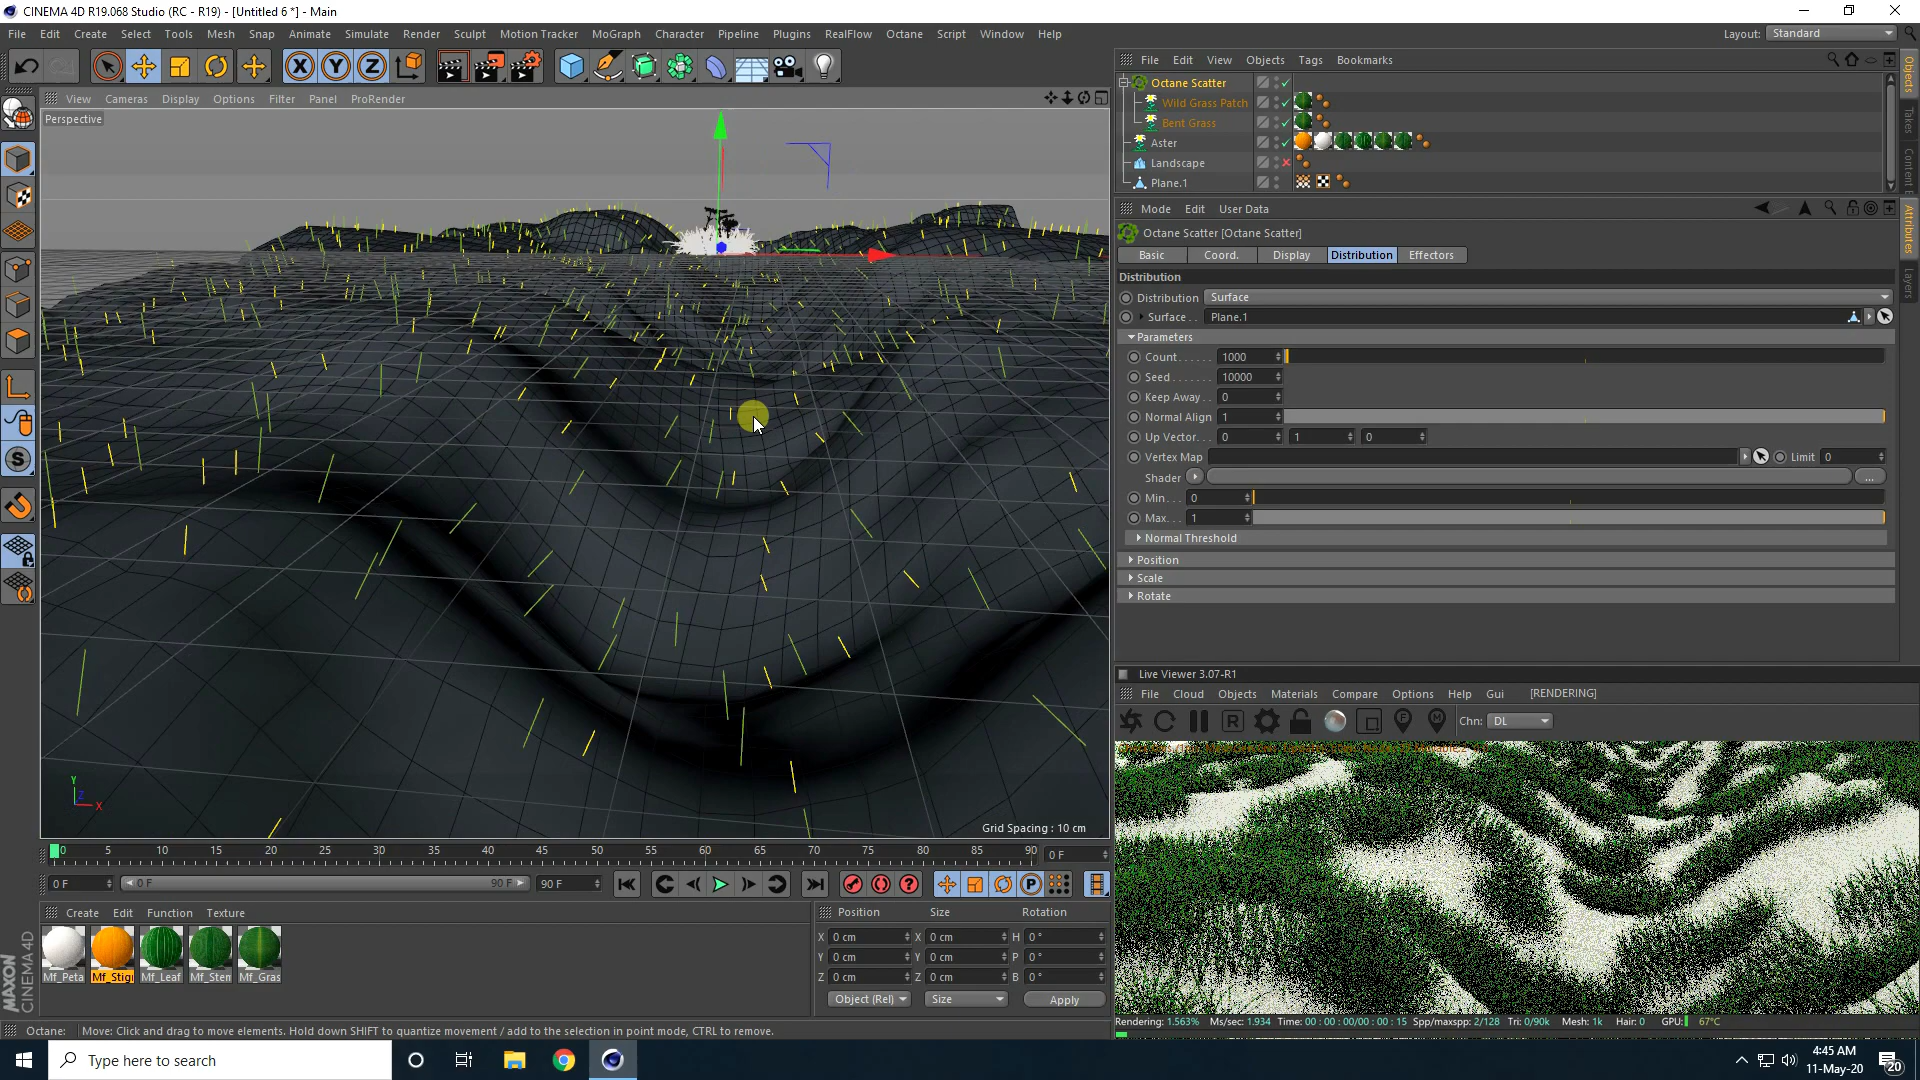 CINEMA 4D R19.068 Studio (RC - R19) - [Untitled 6 *] - Main
File Edit Create Select Tools Mesh Snap Animate Simulate Render Sculpt Motion Tracker MoGraph Character Pipeline Plugins RealFlow Octane Script Window Help
Layout: Standard
View Cameras Display Options Filter Panel ProRender
Perspective
Grid Spacing : 10 cm
File Edit View Objects Tags Bookmarks
Octane Scatter
Wild Grass Patch
Bent Grass
Aster
Landscape
Plane.1
Objects
Takes
Attributes
Layers
Mode Edit User Data
Octane Scatter [Octane Scatter]
Basic Coord. Display Distribution Effectors
Distribution
Distribution Surface
Surface . . Plane.1
Parameters
Count . . . . . . 1000
Seed . . . . . . . 10000
Keep Away . . 0
Normal Align 1
Up Vector . . . 0 1 0
Vertex Map Limit 0
Shader ...
Min . . . 0
Max . . . 1
Normal Threshold
Position
Scale
Rotate
Live Viewer 3.07-R1
File Cloud Objects Materials Compare Options Help Gui [RENDERING]
Chn: DL
Rendering: 1.563% Ms/sec: 1.934 Time: 00 : 00 : 00/00 : 00 : 15 Spp/maxspp: 2/128 Tri: 0/90k Mesh: 1k Hair: 0 GPU: 67°C
0 5 10 15 20 25 30 35 40 45 50 55 60 65 70 75 80 85 90 0 F
0 F 0 F 90 F 90 F
Create Edit Function Texture
Mf_Peta Mf_Stigi Mf_Leaf Mf_Sten Mf_Gras
Position Size Rotation
X 0 cm X 0 cm H 0 °
Y 0 cm Y 0 cm P 0 °
Z 0 cm Z 0 cm B 0 °
Object (Rel) Size Apply
MAXON
CINEMA 4D
Octane: Move: Click and drag to move elements. Hold down SHIFT to quantize movement / add to the selection in point mode, CTRL to remove.
Type here to search
4:45 AM
11-May-20
20